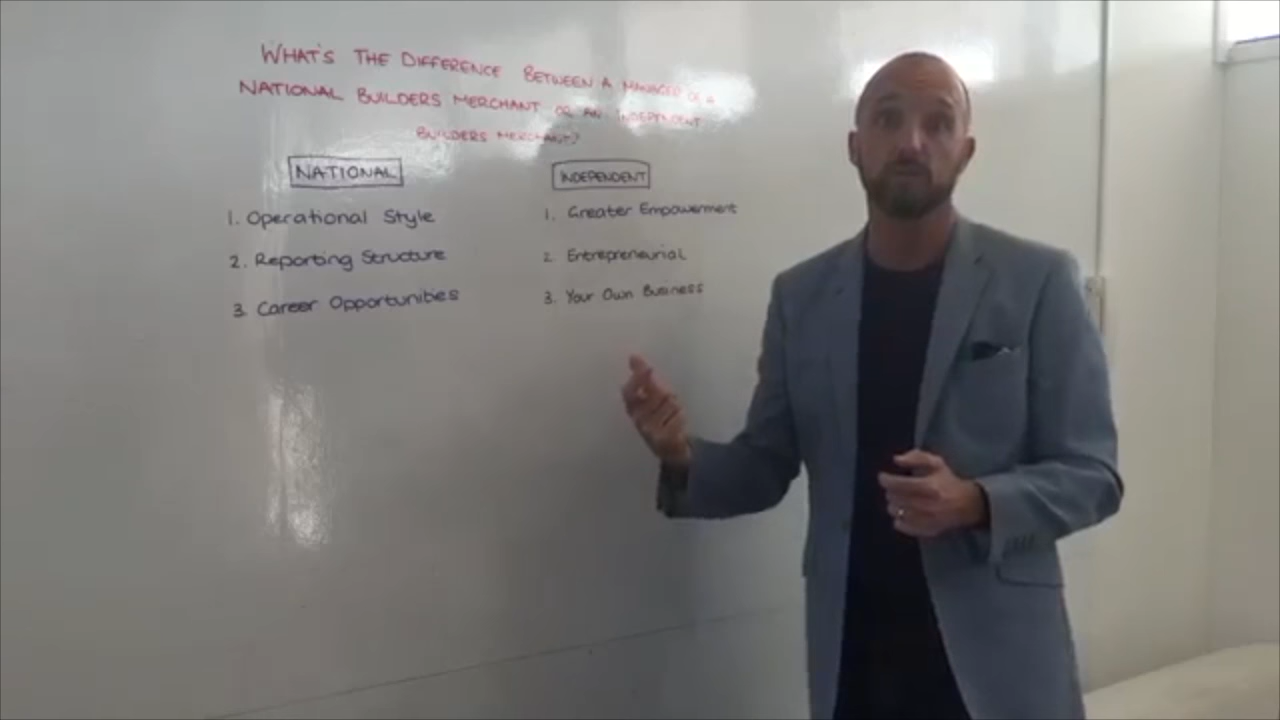 WHAT'S THE DIFFERENCE BETWEEN A MANAGER OF A
NATIONAL BUILDERS MERCHANT OR AN INDEPENDENT
BUILDERS MERCHANT?
NATIONAL
1. Operational Style
2. Reporting Structure
3. Career Opportunities
INDEPENDENT
1. Greater Empowerment
2. Entrepreneurial
3. Your Own Business